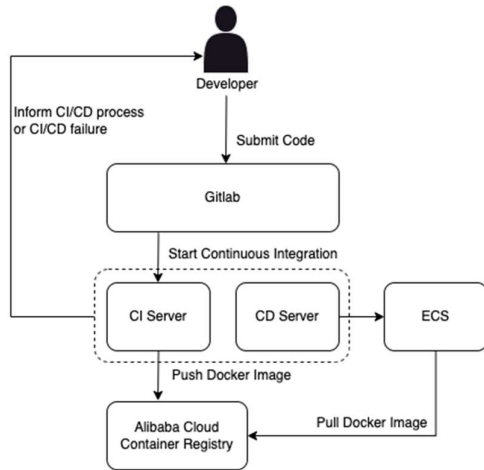 Developer
Inform CI/CD process
or CI/CD failure
Submit Code
Gitlab
Start Continuous Integration
CI Server
CD Server
ECS
Push Docker Image
Alibaba Cloud
Container Registry
Pull Docker Image